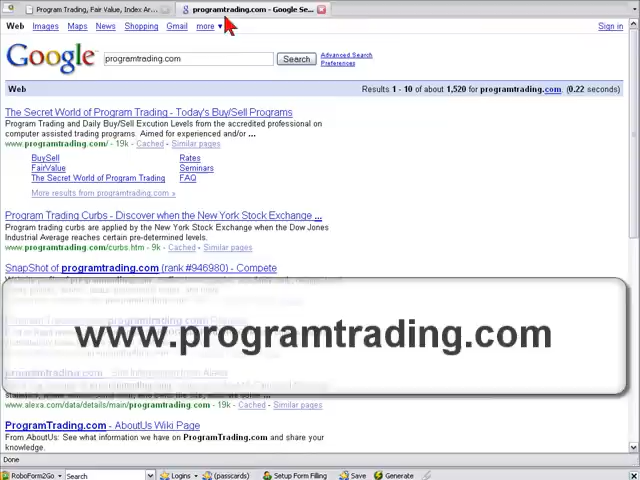 Program Trading, Fair Value, Index Ar...
programtrading.com - Google Se...
Web Images Maps News Shopping Gmail more ▼ Sign in
Google programtrading.com Search Advanced Search
Preferences
Web Results 1 - 10 of about 1,520 for programtrading.com. (0.22 seconds)
The Secret World of Program Trading - Today's Buy/Sell Programs
Program Trading and Daily Buy/Sell Excution Levels from the accredited professional on
computer assisted trading programs. Aimed for experienced and/or ...
www.programtrading.com/ - 19k - Cached - Similar pages
BuySell Rates
FairValue Seminars
The Secret World of Program Trading FAQ
More results from programtrading.com »
Program Trading Curbs - Discover when the New York Stock Exchange ...
Program trading curbs are applied by the New York Stock Exchange when the Dow Jones
Industrial Average reaches certain pre-determined levels.
www.programtrading.com/curbs.htm - 9k - Cached - Similar pages
SnapShot of programtrading.com (rank #946980) - Compete
www.programtrading.com
www.alexa.com/data/details/main/programtrading.com - 19k - Cached - Similar pages
ProgramTrading.com - AboutUs Wiki Page
From AboutUs: See what information we have on ProgramTrading.com and share your
knowledge.
Done
RoboForm2Go Search Logins (passcards) Setup Form Filling Save Generate